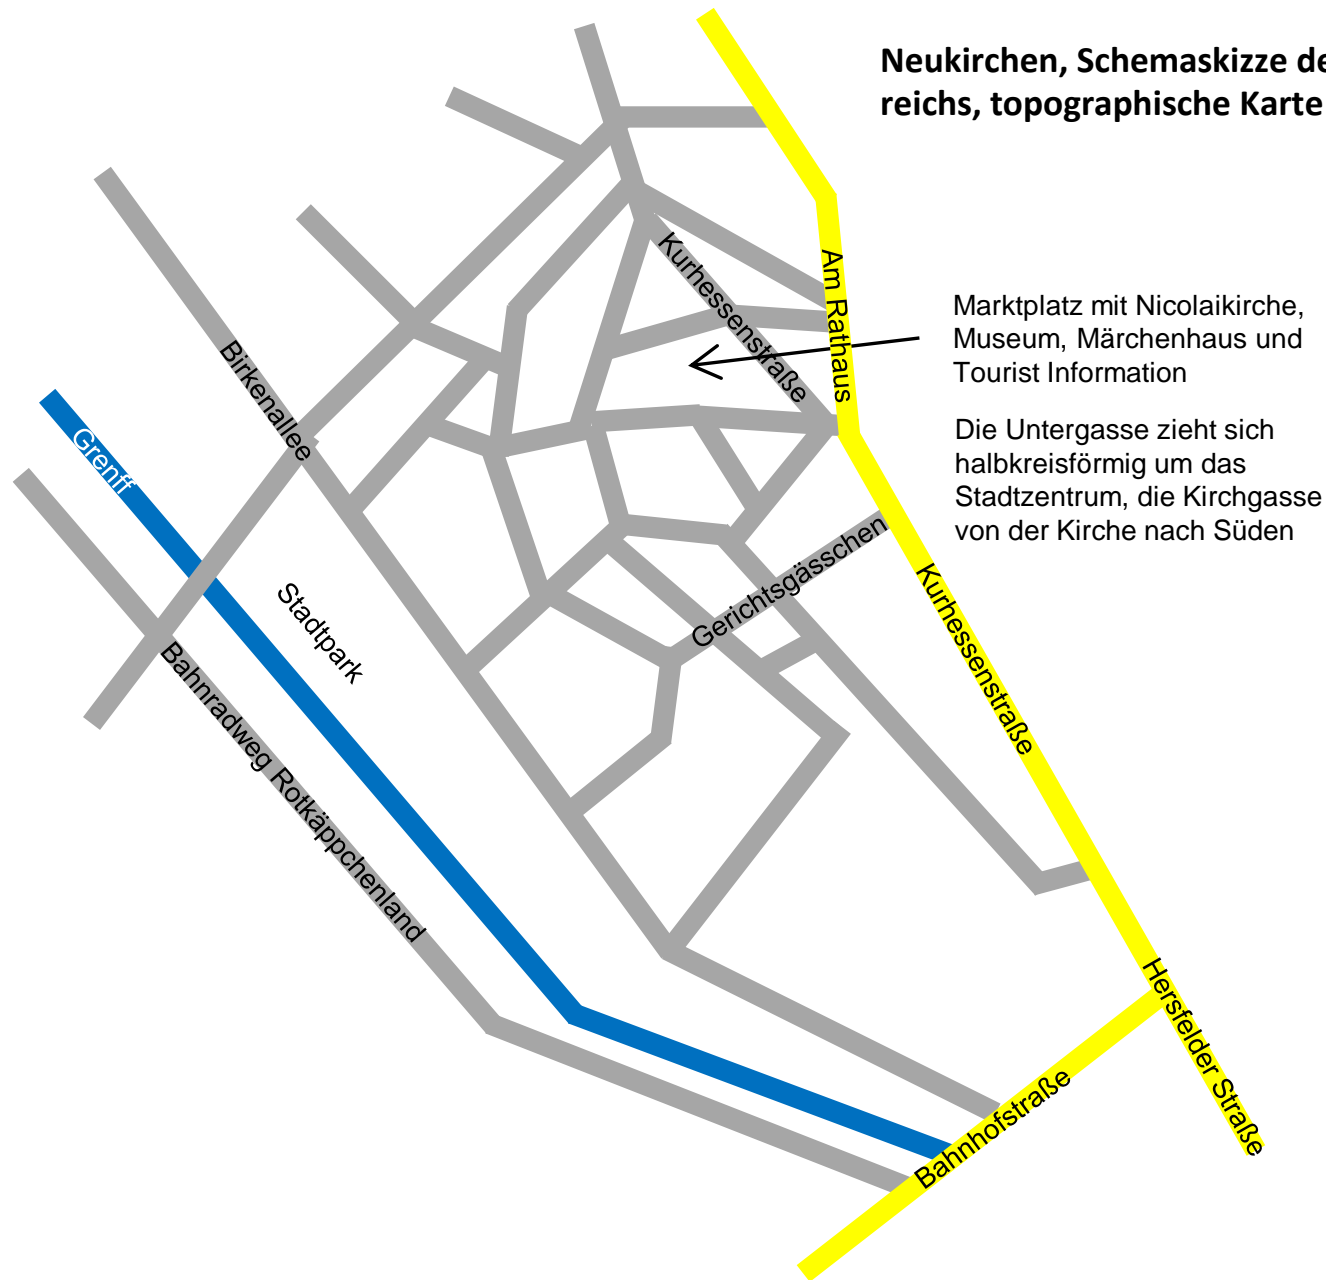 Neukirchen, Schemaskizze de
reichs, topographische Karte
Kurhessenstraße
Am Rathaus
Marktplatz mit Nicolaikirche,
Museum, Märchenhaus und
Tourist Information
Birkenallee
Grenff
Die Untergasse zieht sich
halbkreisförmig um das
Stadtzentrum, die Kirchgasse
von der Kirche nach Süden
Gerichtsgässchen
Stadtpark
Kurhessenstraße
Bahnradweg Rotkäppchenland
Hersfelder Straße
Bahnhofstraße